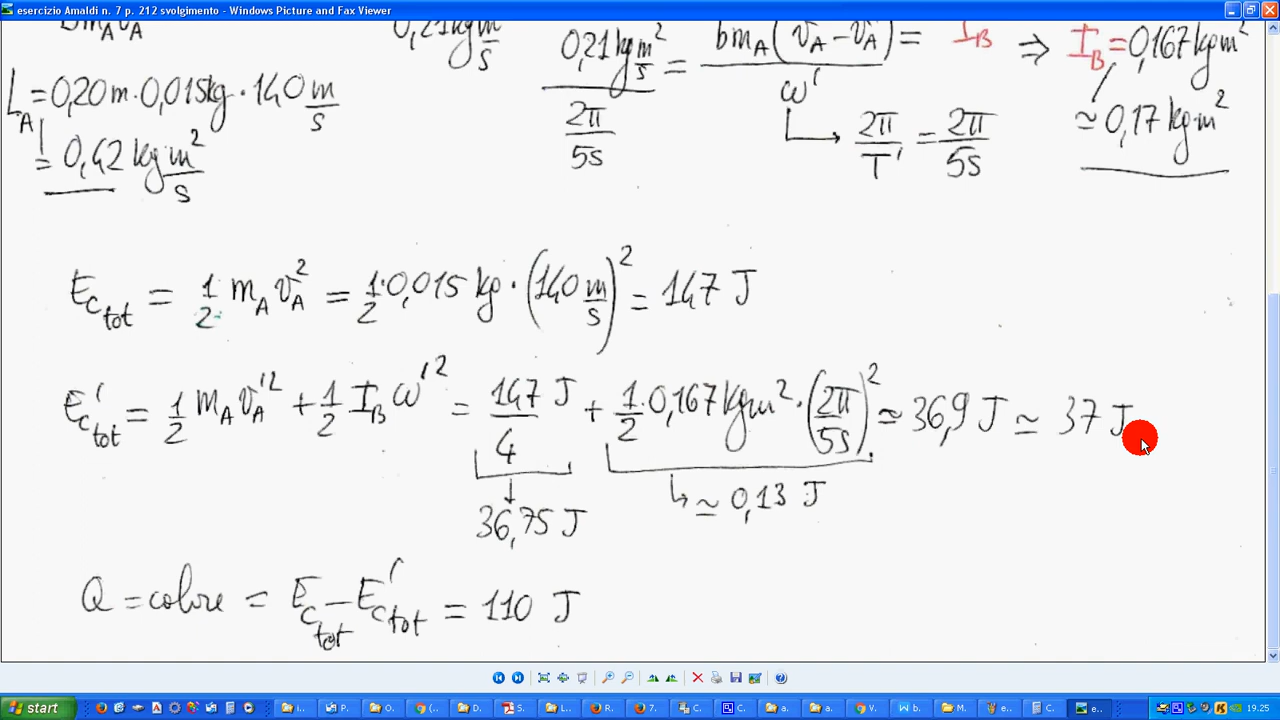 esercizio Amaldi n. 7 p. 212 svolgimento - Windows Picture and Fax Viewer
0,21 kg m²/s / (2π/5s) = b m_A (v_A - v_A') / ω' = I_B ⇒ I_B = 0,167 kg m²
ω' → 2π/T' = 2π/5s
≃ 0,17 kg·m²
L_A = 0,20 m · 0,015 kg · 140 m/s
= 0,42 kg m²/s
E_C tot = 1/2 m_A v_A² = 1/2 · 0,015 kg · (140 m/s)² = 147 J
E_C tot' = 1/2 m_A v_A'² + 1/2 I_B ω'² = 147 J/4 + 1/2 · 0,167 kg m² · (2π/5s)² ≃ 36,9 J ≃ 37 J
36,75 J
≃ 0,13 J
Q = calore = E_C tot - E_C tot' = 110 J
start
19.25